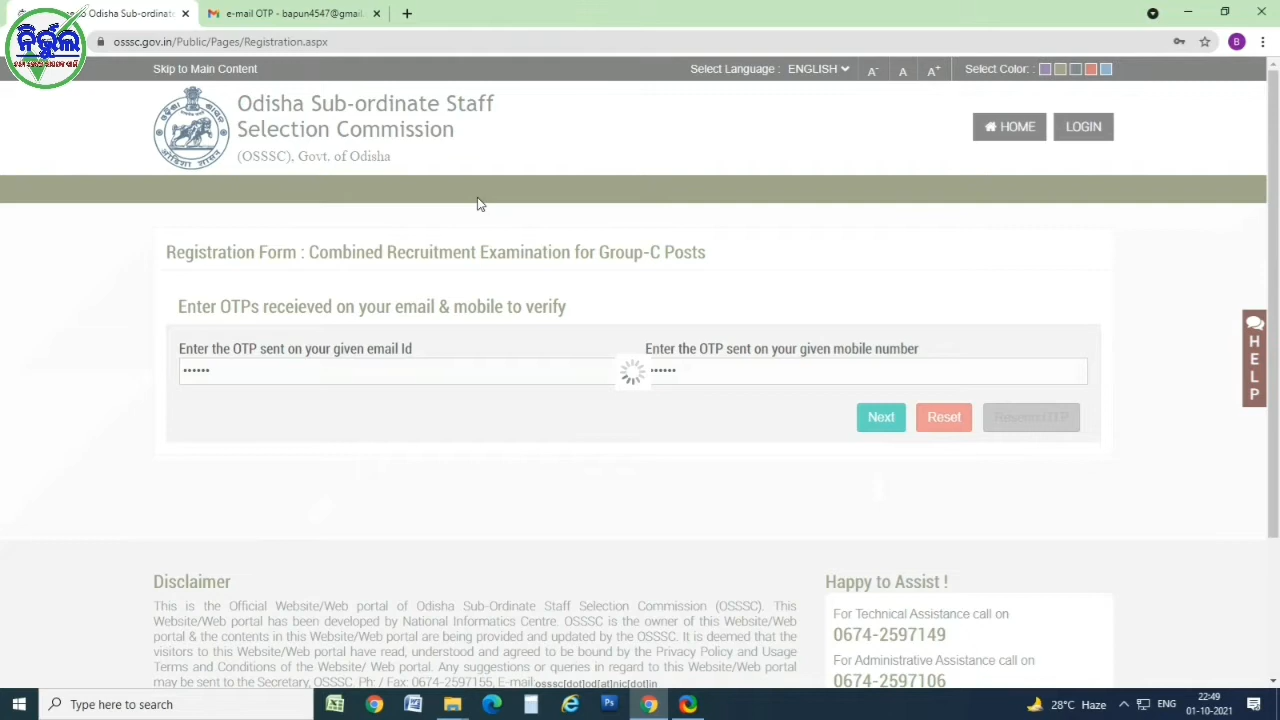 to Odisha Sub-ordinate
e-mail OTP - bapun4547@gmail.
ନିର୍ଭୁଲ
osssc.gov.in/Public/Pages/Registration.aspx
B
Skip to Main Content
Select Language : ENGLISH
A- A A+
Select Color: :
Odisha Sub-ordinate Staff
Selection Commission
(OSSSC), Govt. of Odisha
HOME
LOGIN
Registration Form : Combined Recruitment Examination for Group-C Posts
Enter OTPs receieved on your email & mobile to verify
Enter the OTP sent on your given email Id
Enter the OTP sent on your given mobile number
••••••
••••••
Next
Reset
Resend OTP
HELP
Disclaimer
This is the Official Website/Web portal of Odisha Sub-Ordinate Staff Selection Commission (OSSSC). This
Website/Web portal has been developed by National Informatics Centre. OSSSC is the owner of this Website/Web
portal & the contents in this Website/Web portal are being provided and updated by the OSSSC. It is deemed that the
visitors to this Website/Web portal have read, understood and agreed to be bound by the Privacy Policy and Usage
Terms and Conditions of the Website/ Web portal. Any suggestions or queries in regard to this Website/Web portal
may be sent to the Secretary, OSSSC. Ph: / Fax: 0674-2597155, E-mail:osssc[dot]od[at]nic[dot]in
Happy to Assist !
For Technical Assistance call on
0674-2597149
For Administrative Assistance call on
0674-2597106
Type here to search
Ps
28°C Haze
ENG
22:49
01-10-2021